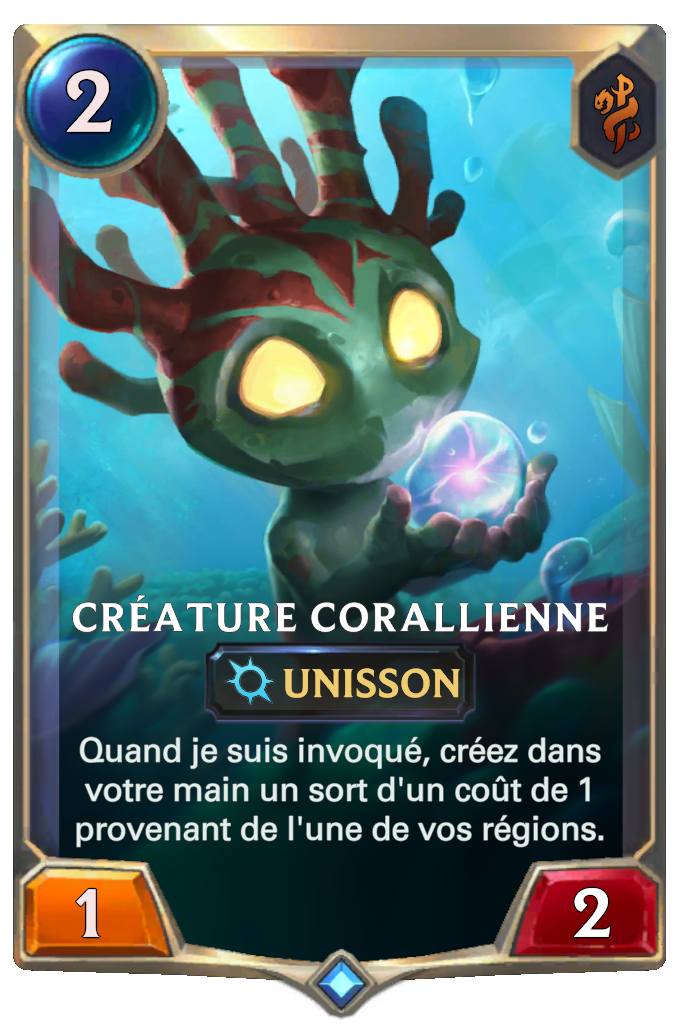 2
CRÉATURE CORALLIENNE
UNISSON
Quand je suis invoqué, créez dans
votre main un sort d'un coût de 1
provenant de l'une de vos régions.
1
2